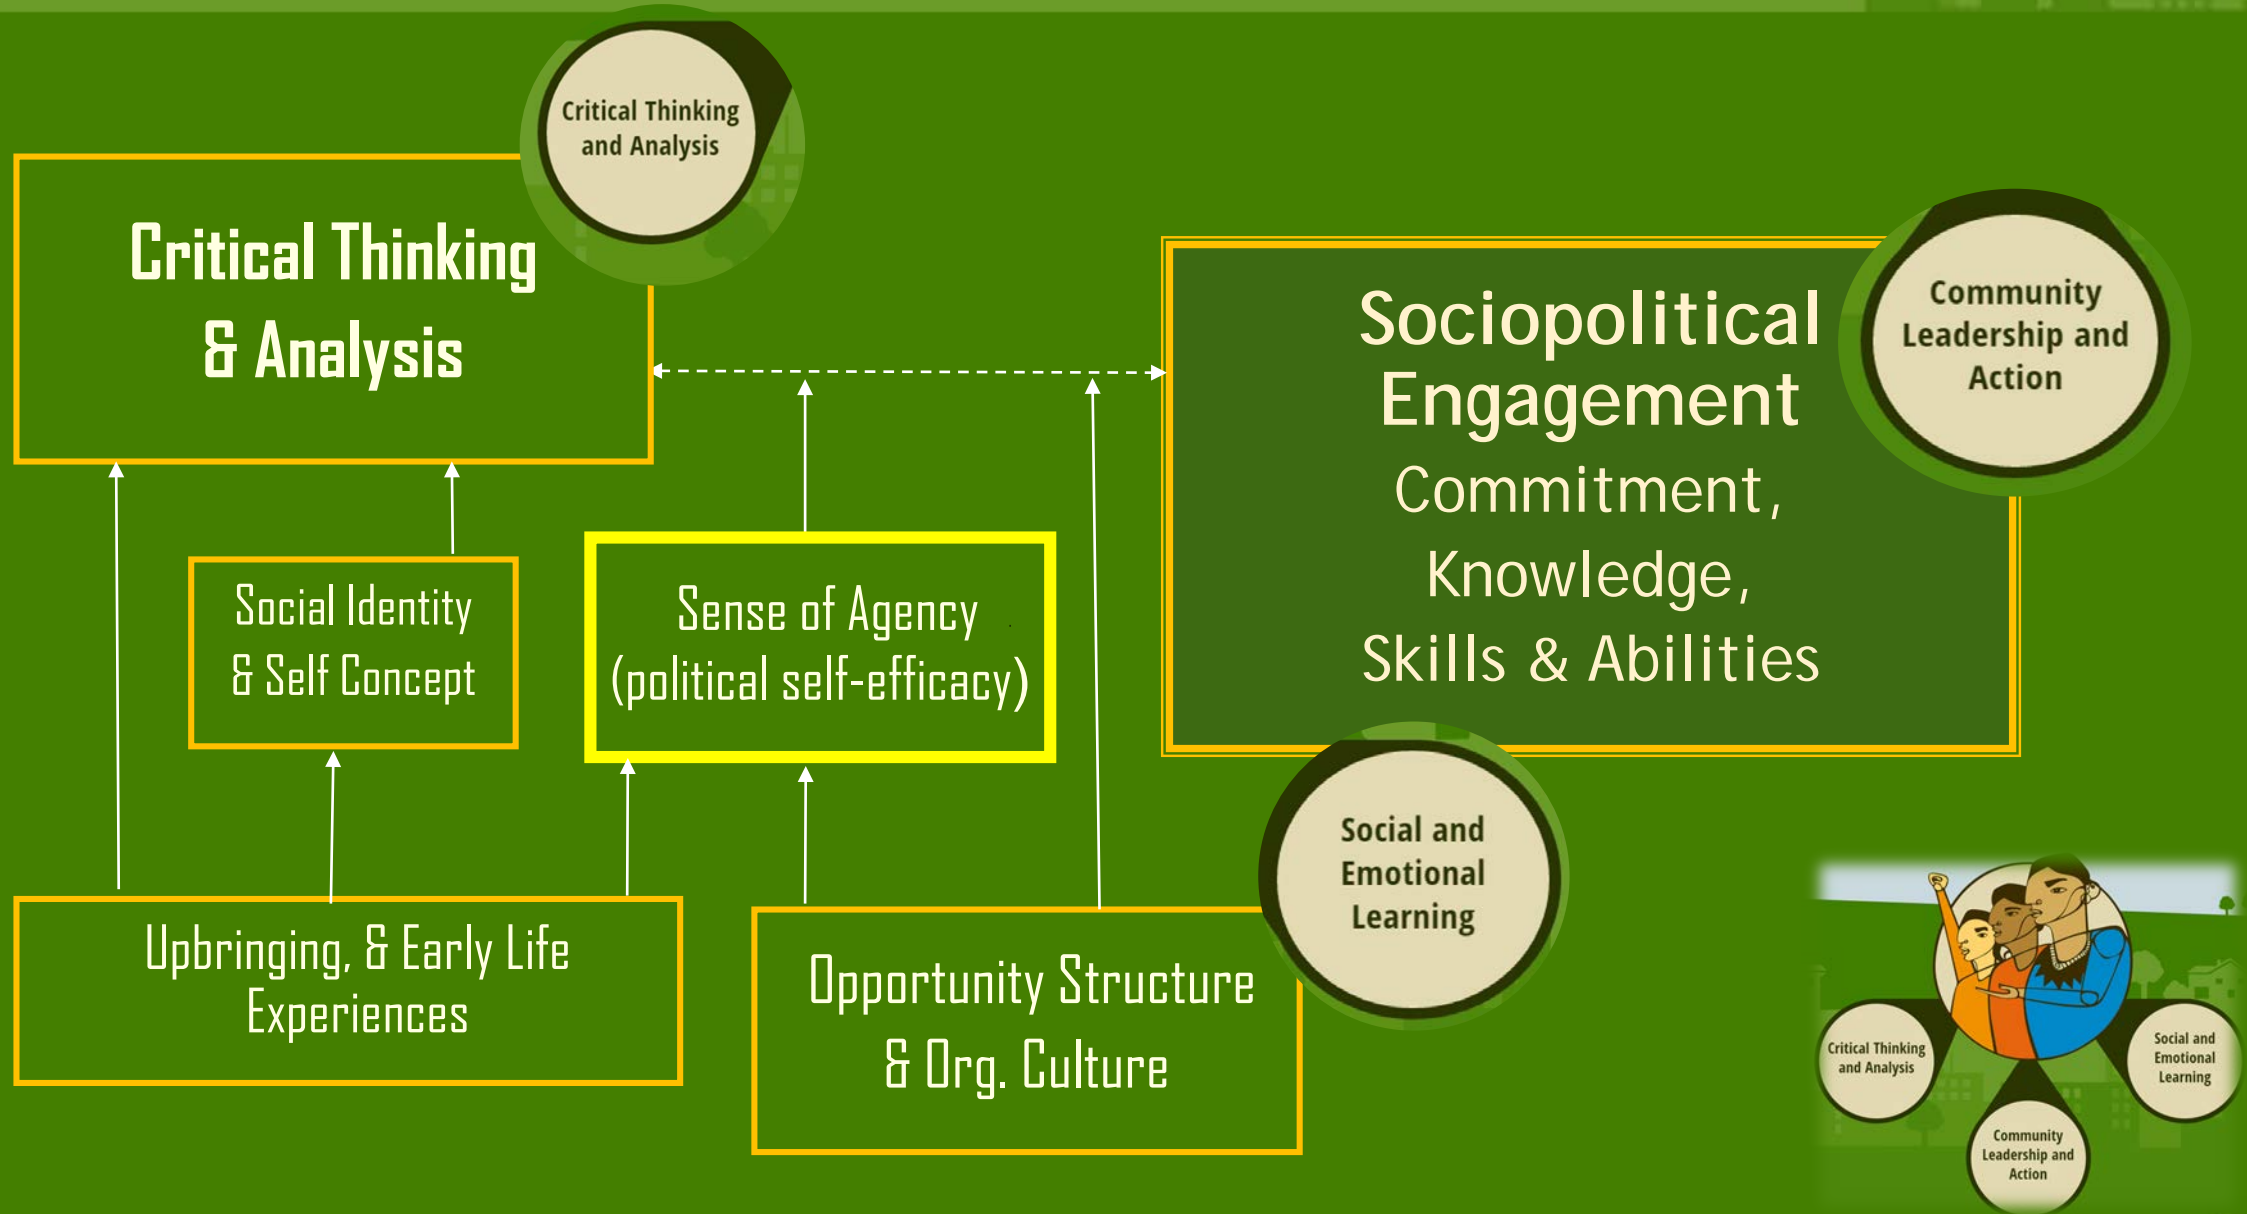 Critical Thinking
and Analysis
Critical Thinking
& Analysis
Sociopolitical
Engagement
Commitment,
Knowledge,
Skills & Abilities
Community
Leadership and
Action
Social Identity
& Self Concept
Sense of Agency
(political self-efficacy)
Social and
Emotional
Learning
Upbringing, & Early Life
Experiences
Opportunity Structure
& Org. Culture
Critical Thinking
and Analysis
Social and
Emotional
Learning
Community
Leadership and
Action